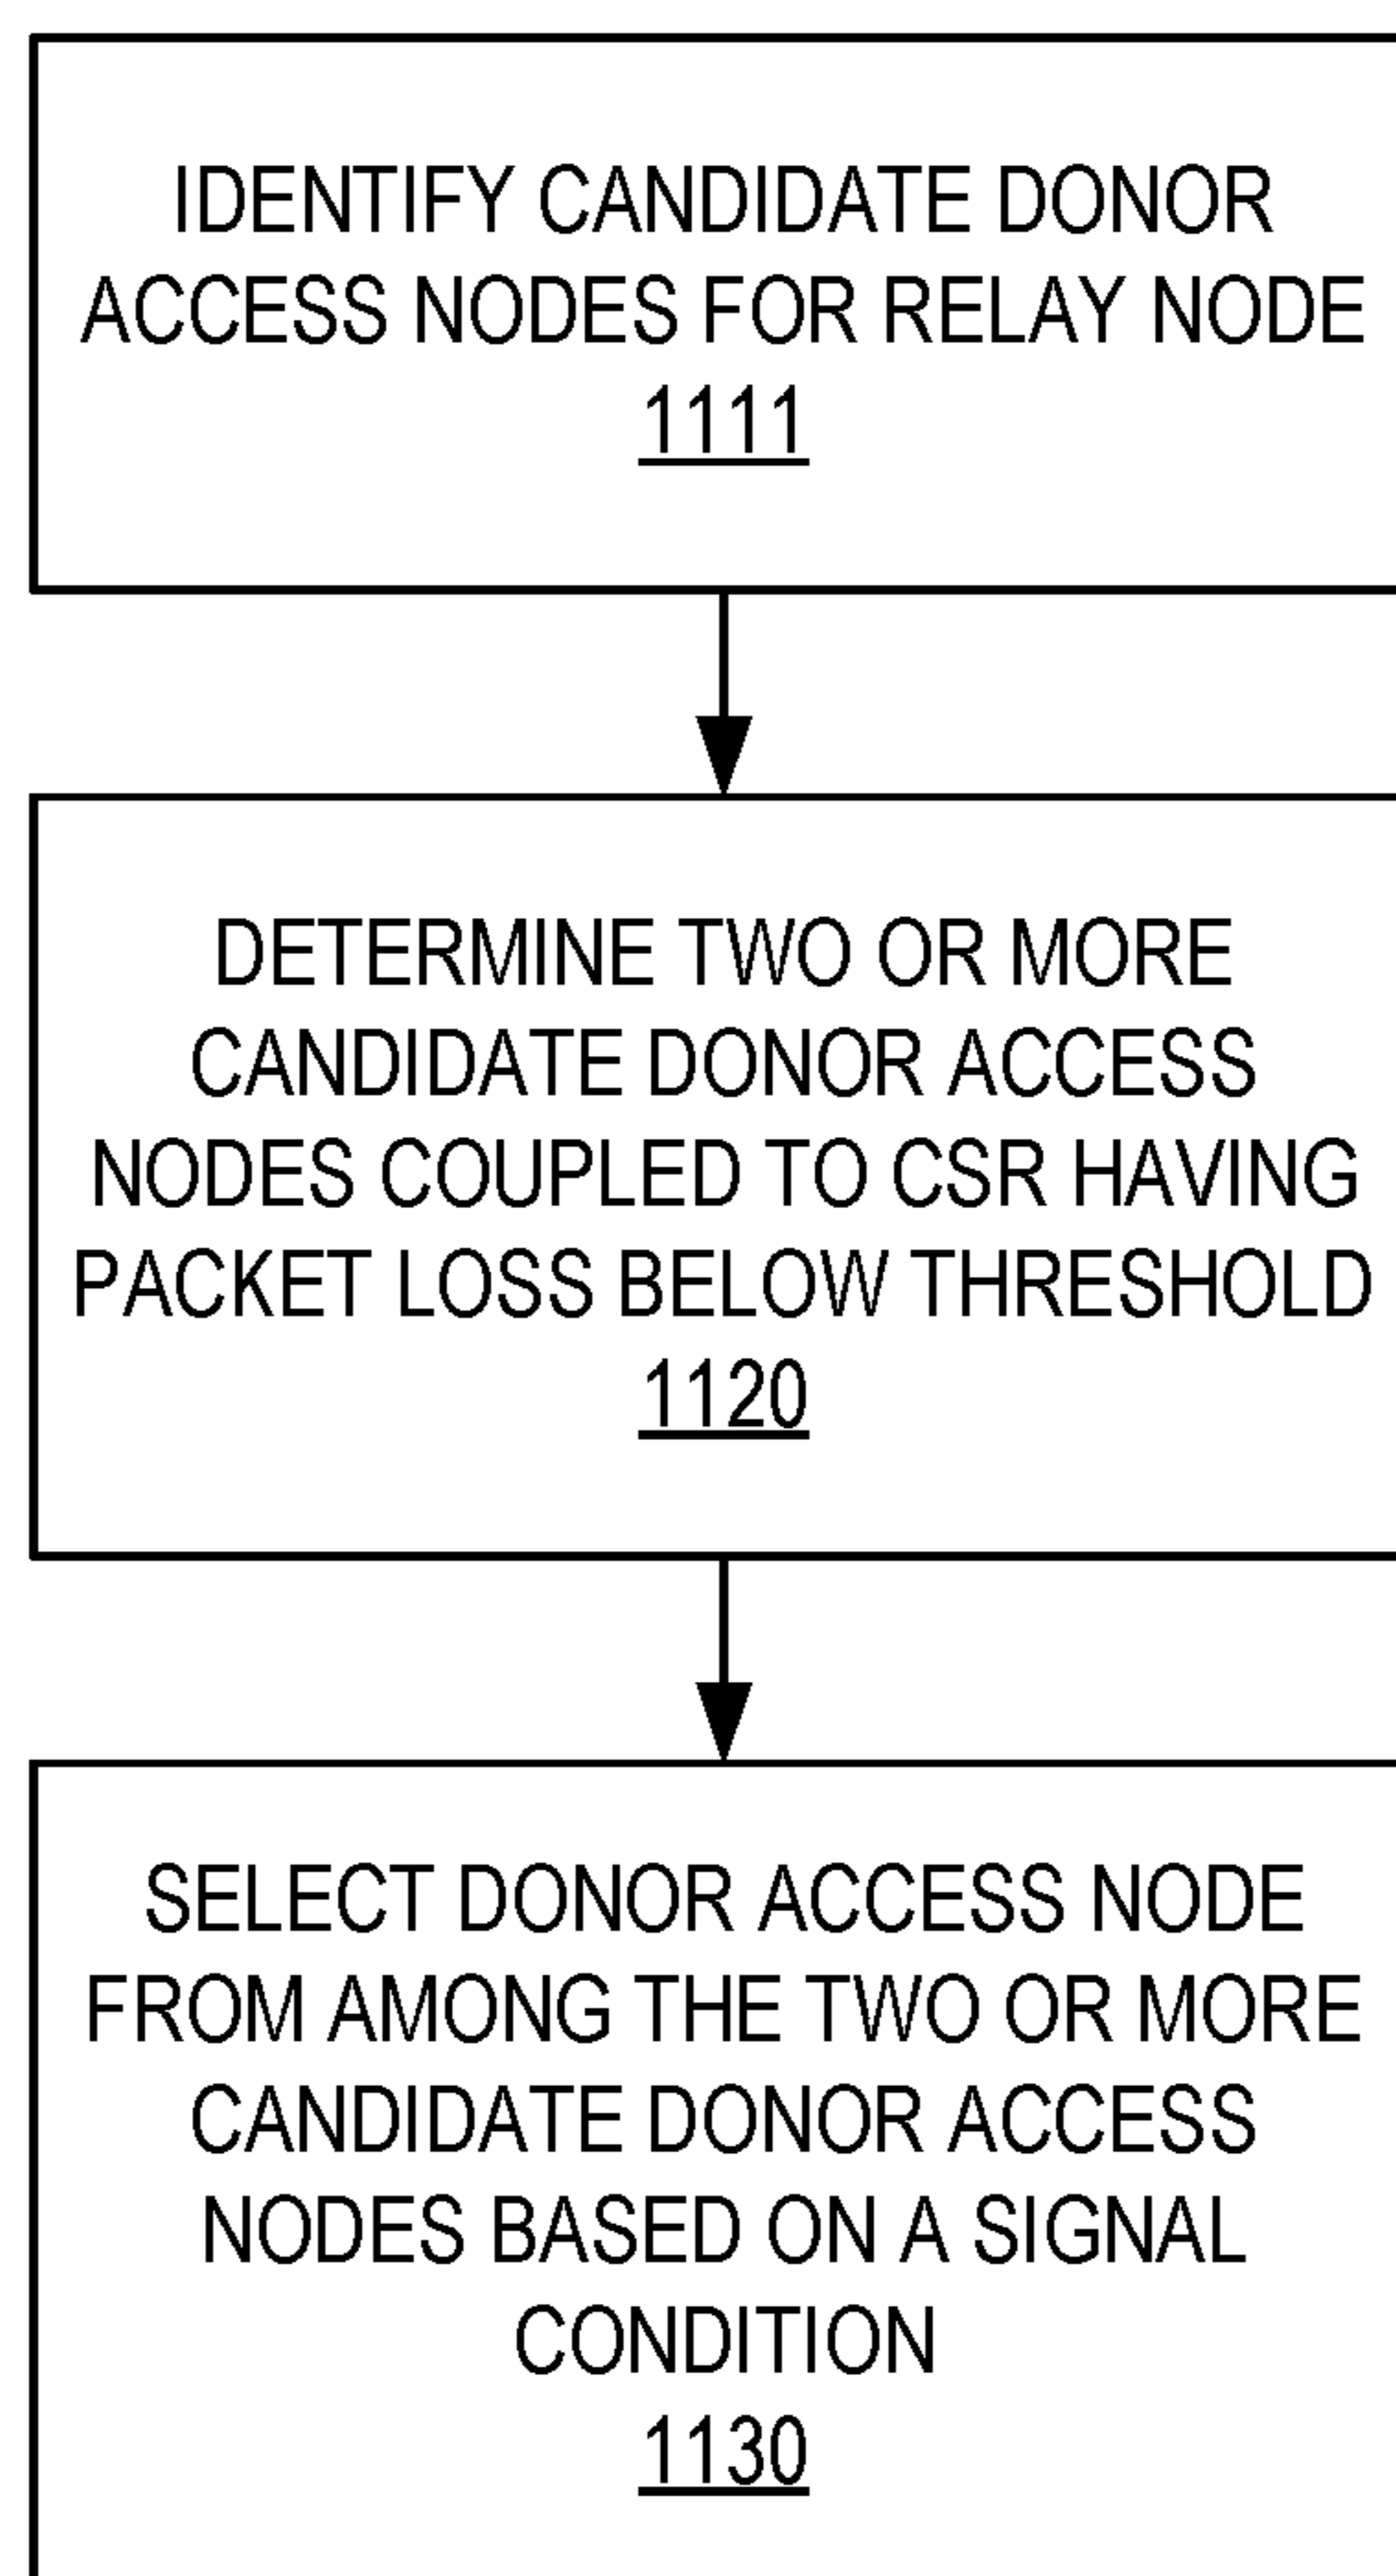 IDENTIFY CANDIDATE DONOR
ACCESS NODES FOR RELAY NODE
1111
DETERMINE TWO OR MORE
CANDIDATE DONOR ACCESS
NODES COUPLED TO CSR HAVING
PACKET LOSS BELOW THRESHOLD
1120
SELECT DONOR ACCESS NODE
FROM AMONG THE TWO OR MORE
CANDIDATE DONOR ACCESS
NODES BASED ON A SIGNAL
CONDITION
1130